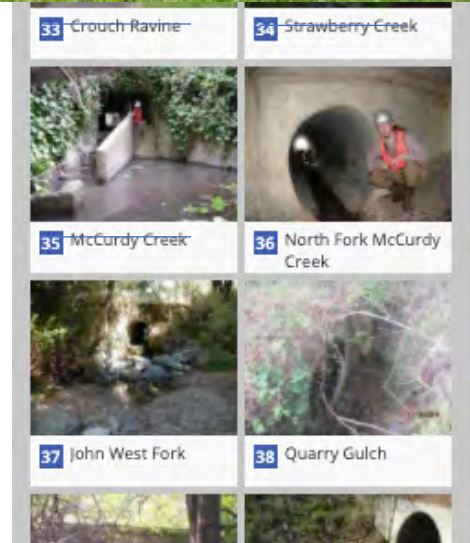 33 Crouch Ravine
34 Strawberry Creek
35 McCurdy Creek
36 North Fork McCurdy
Creek
37 John West Fork
38 Quarry Gulch